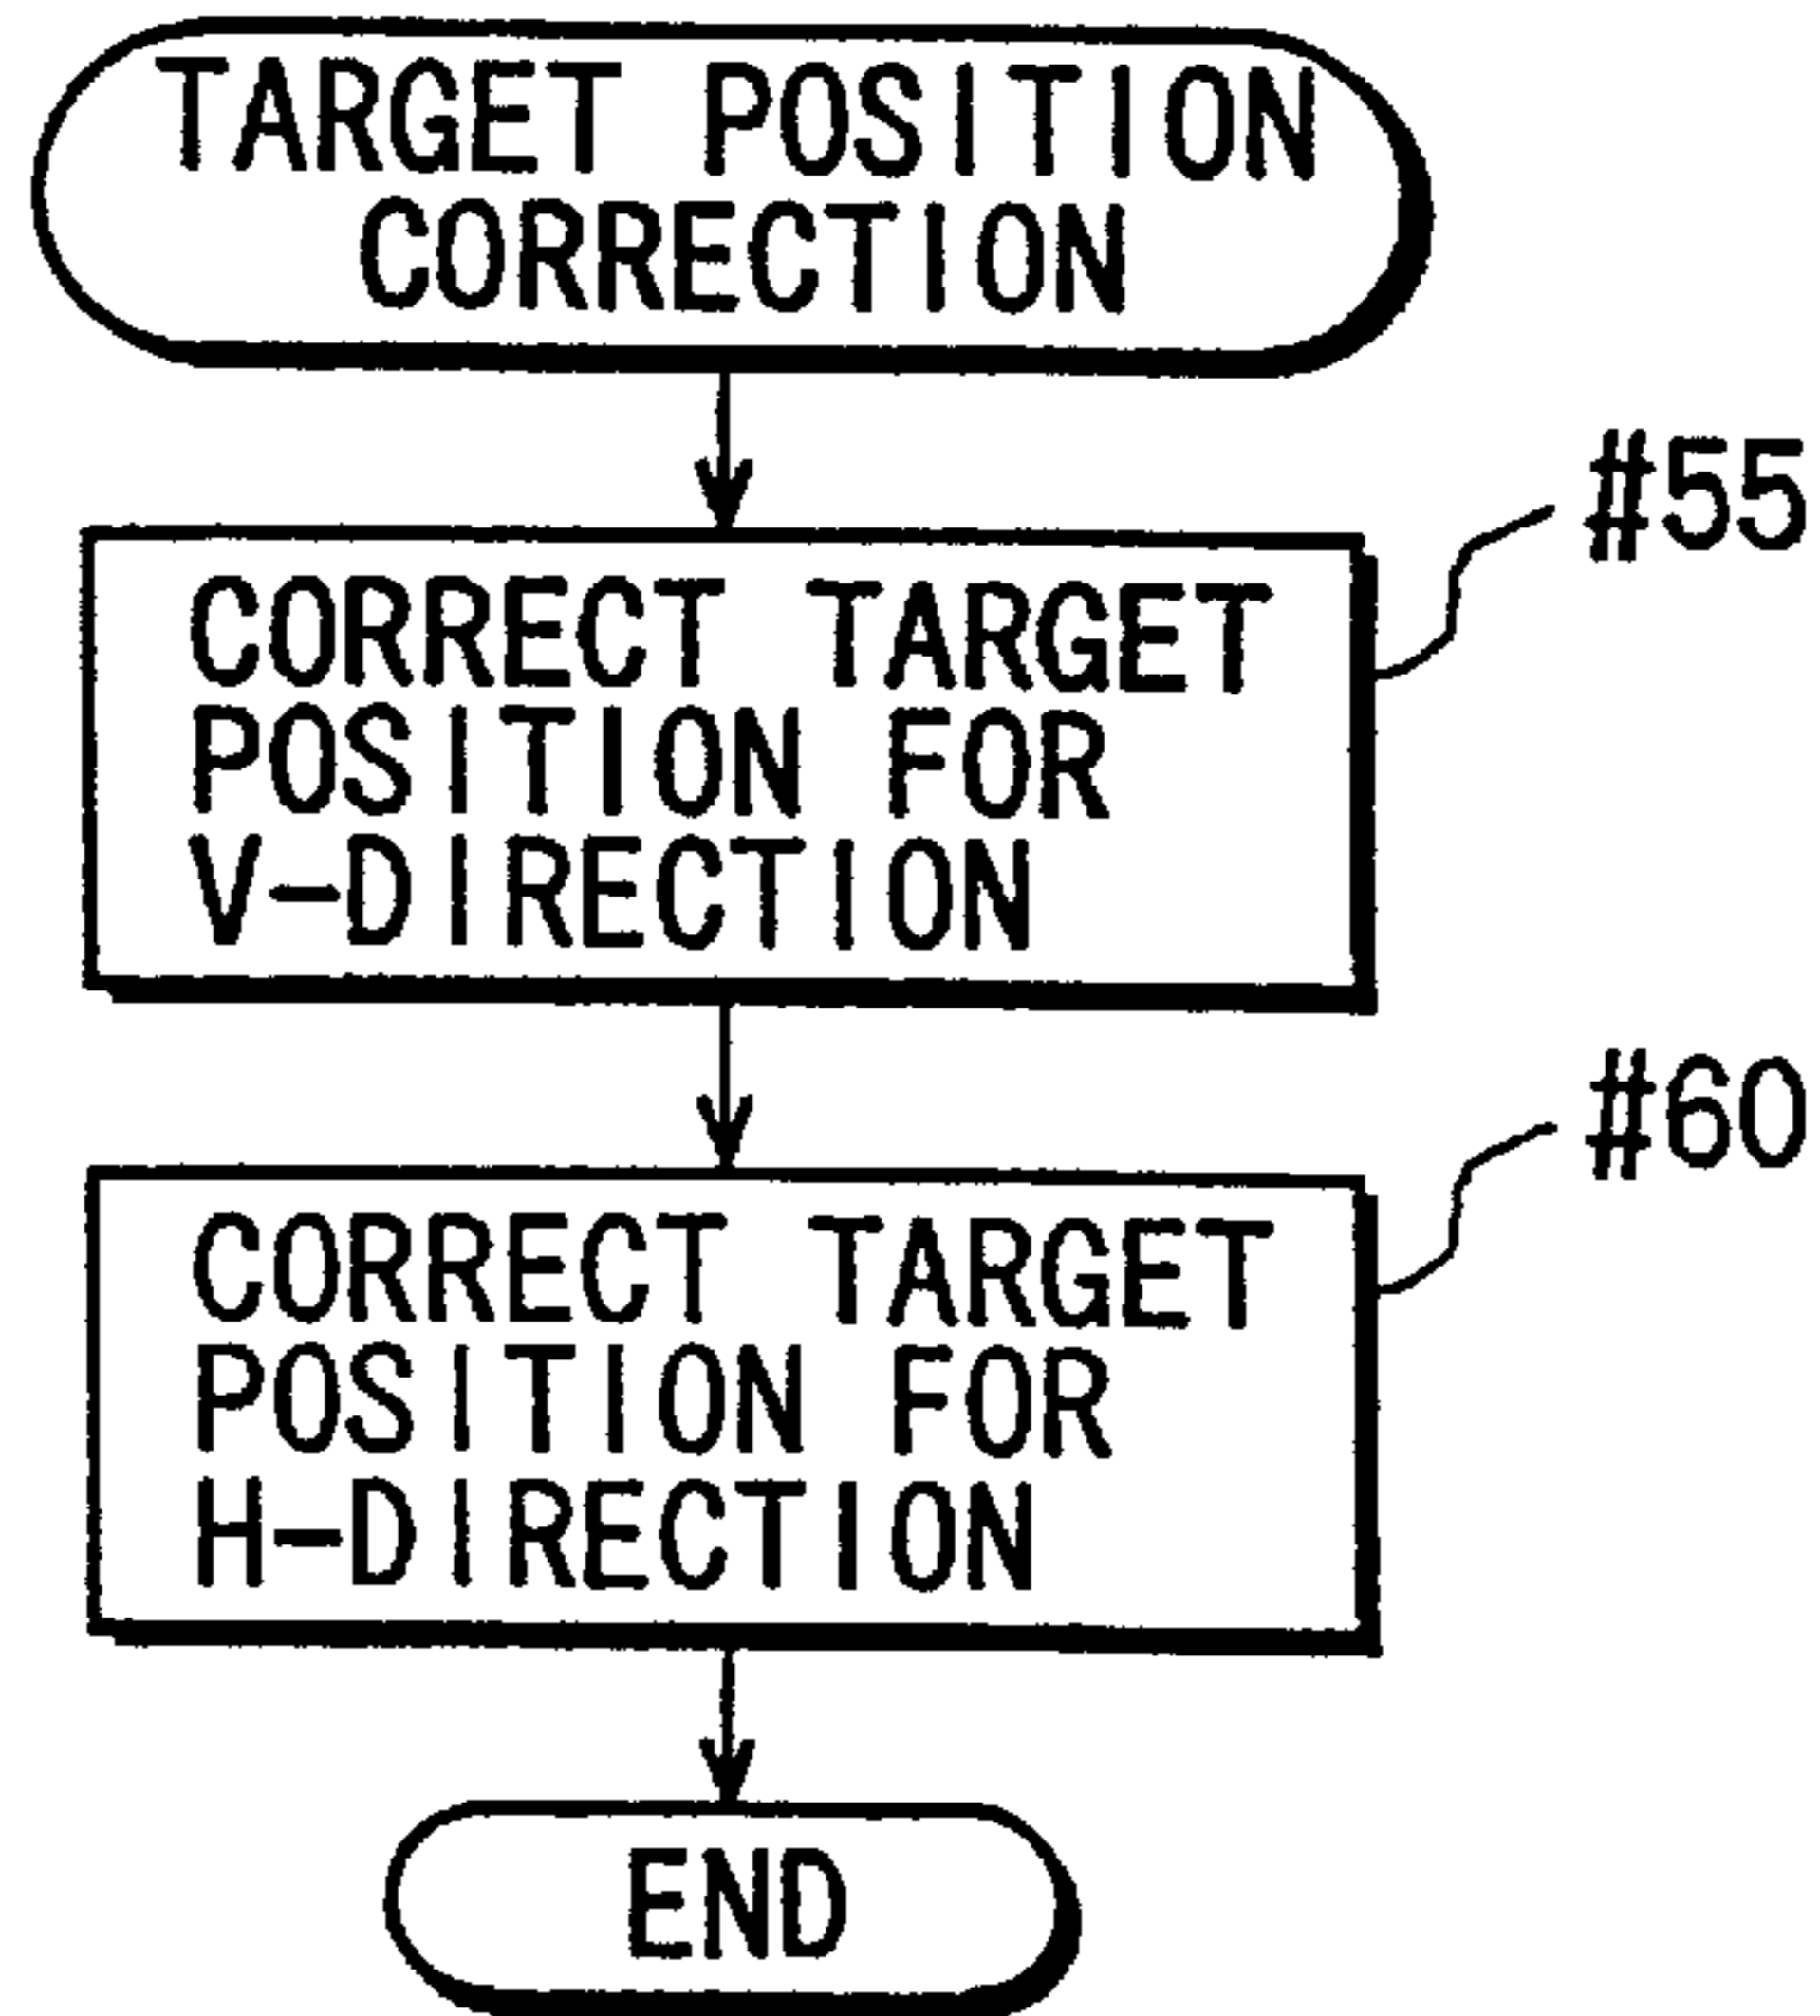 TARGET POSITION
CORRECTION
#55
CORRECT TARGET
POSITION FOR
V-DIRECTION
#60
CORRECT TARGET
POSITION FOR
H-DIRECTION
END